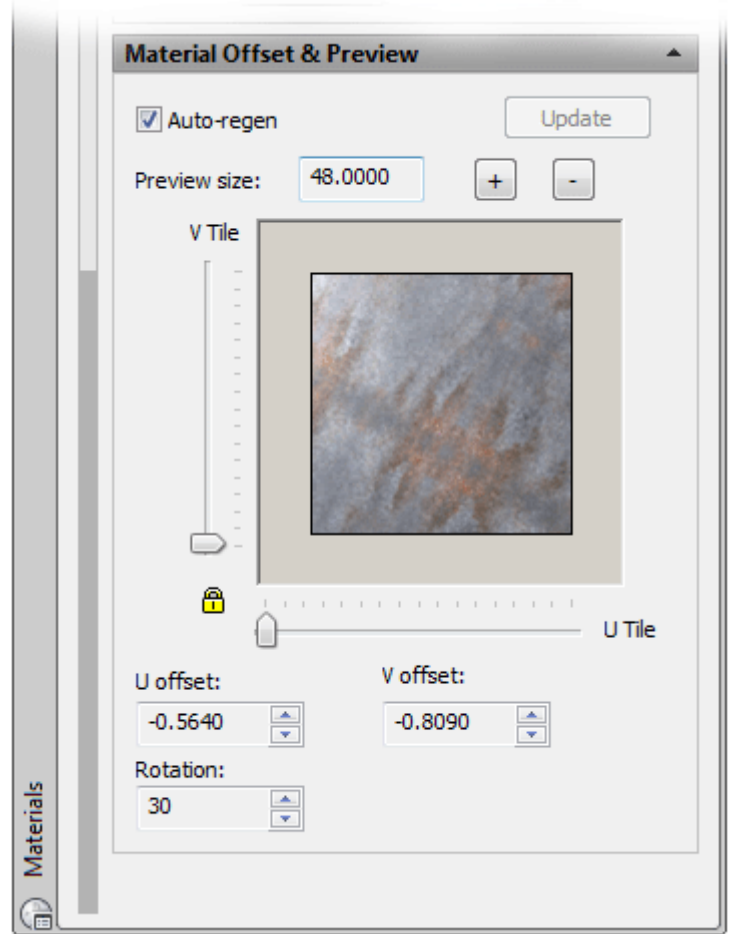 Material Offset & Preview
Auto-regen
Update
Preview size:
48.0000
+
-
V Tile
U Tile
U offset:
V offset:
-0.5640
-0.8090
Rotation:
30
Materials